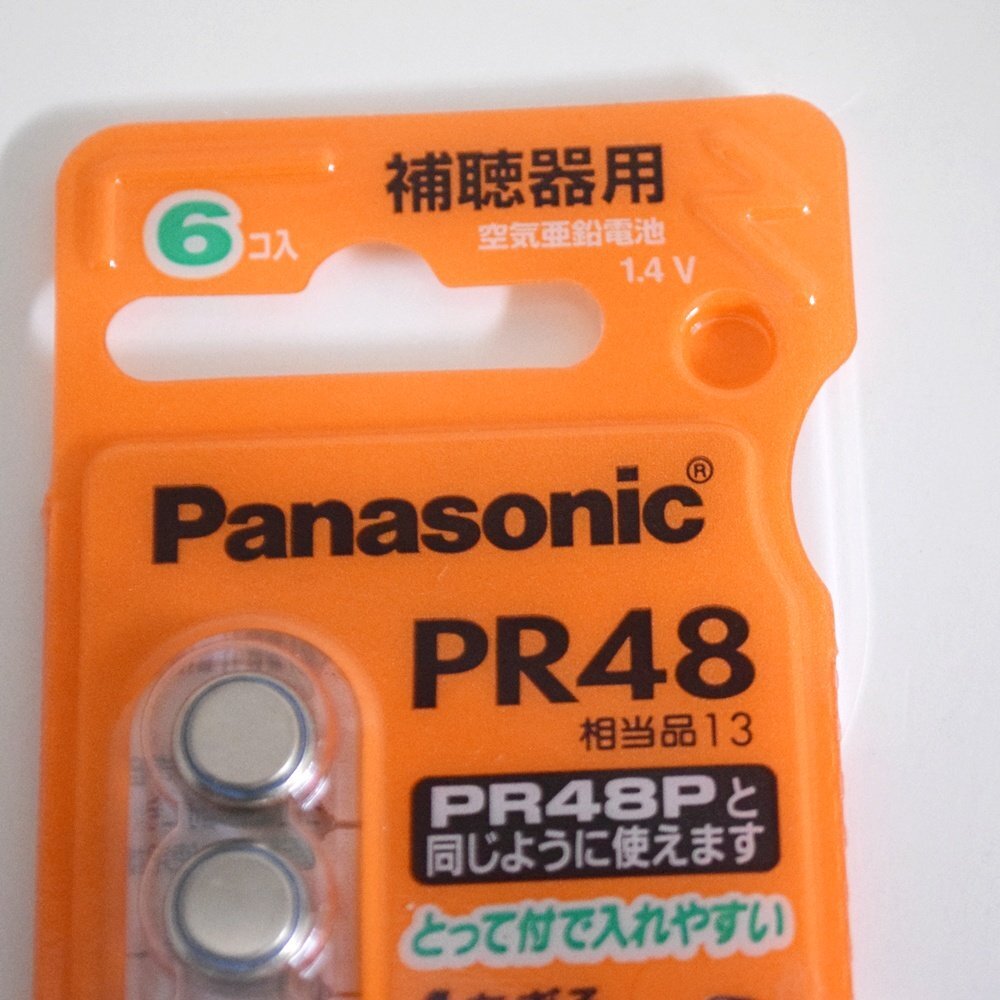 補聴器用
6コ入
空気亜鉛電池
1.4 V
Panasonic®
PR48
相当品13
PR48Pと
同じように使えます
とって付で入れやすい